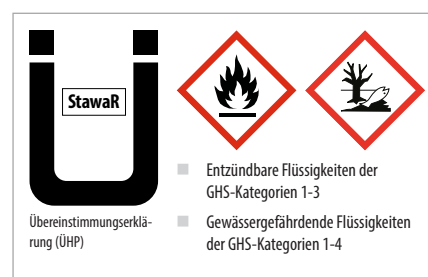 StawaR
Übereinstimmungserklä-
rung (ÜHP)
Entzündbare Flüssigkeiten der
GHS-Kategorien 1-3
Gewässergefährdende Flüssigkeiten
der GHS-Kategorien 1-4